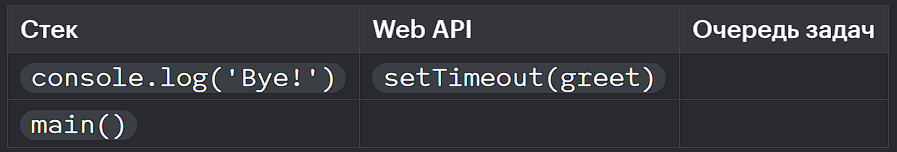 Стек Web API Очередь задач
console.log('Bye!') setTimeout(greet)
main()